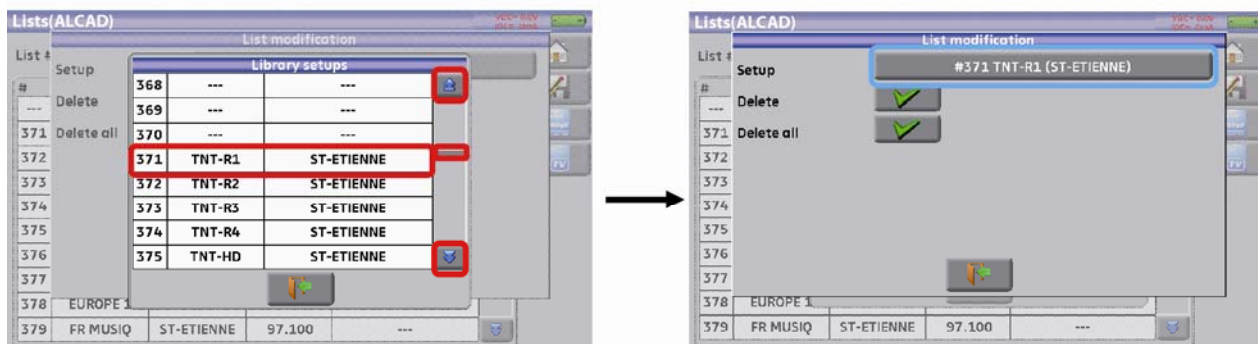 Lists(ALCAD)
List modification
List #
Setup
Library setups
368 --- ---
#
Delete
369 --- ---
---
371 Delete all
370 --- ---
372
371 TNT-R1 ST-ETIENNE
373
372 TNT-R2 ST-ETIENNE
374
373 TNT-R3 ST-ETIENNE
375
374 TNT-R4 ST-ETIENNE
376
375 TNT-HD ST-ETIENNE
377
378 EUROPE 1
379 FR MUSIQ ST-ETIENNE 97.100 ---
Lists(ALCAD)
List modification
List #
Setup
#371 TNT-R1 (ST-ETIENNE)
#
Delete
---
371 Delete all
372
373
374
375
376
377
378 EUROPE 1
379 FR MUSIQ ST-ETIENNE 97.100 ---